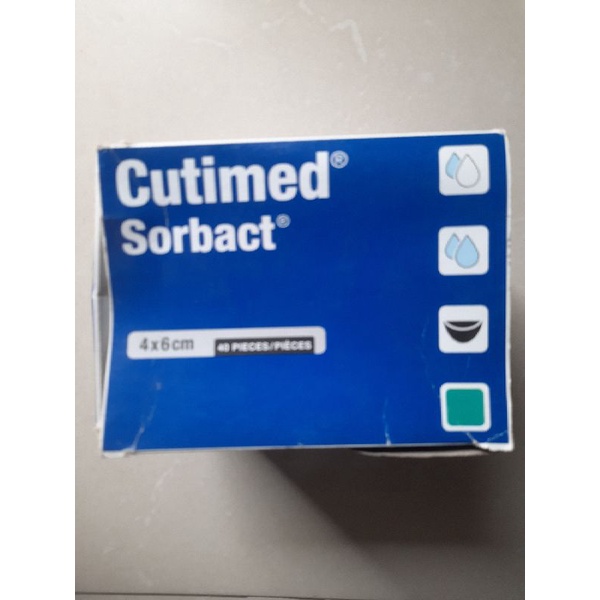 Cutimed®
Sorbact®
4x6cm 40 PIECES/PIÈCES